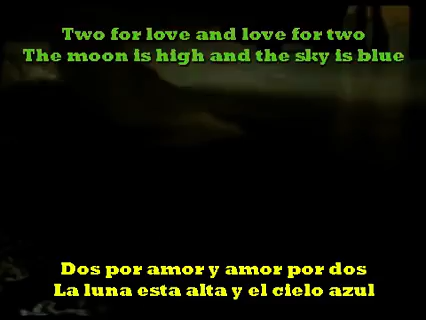 Two for love and love for two
The moon is high and the sky is blue
Dos por amor y amor por dos
La luna esta alta y el cielo azul